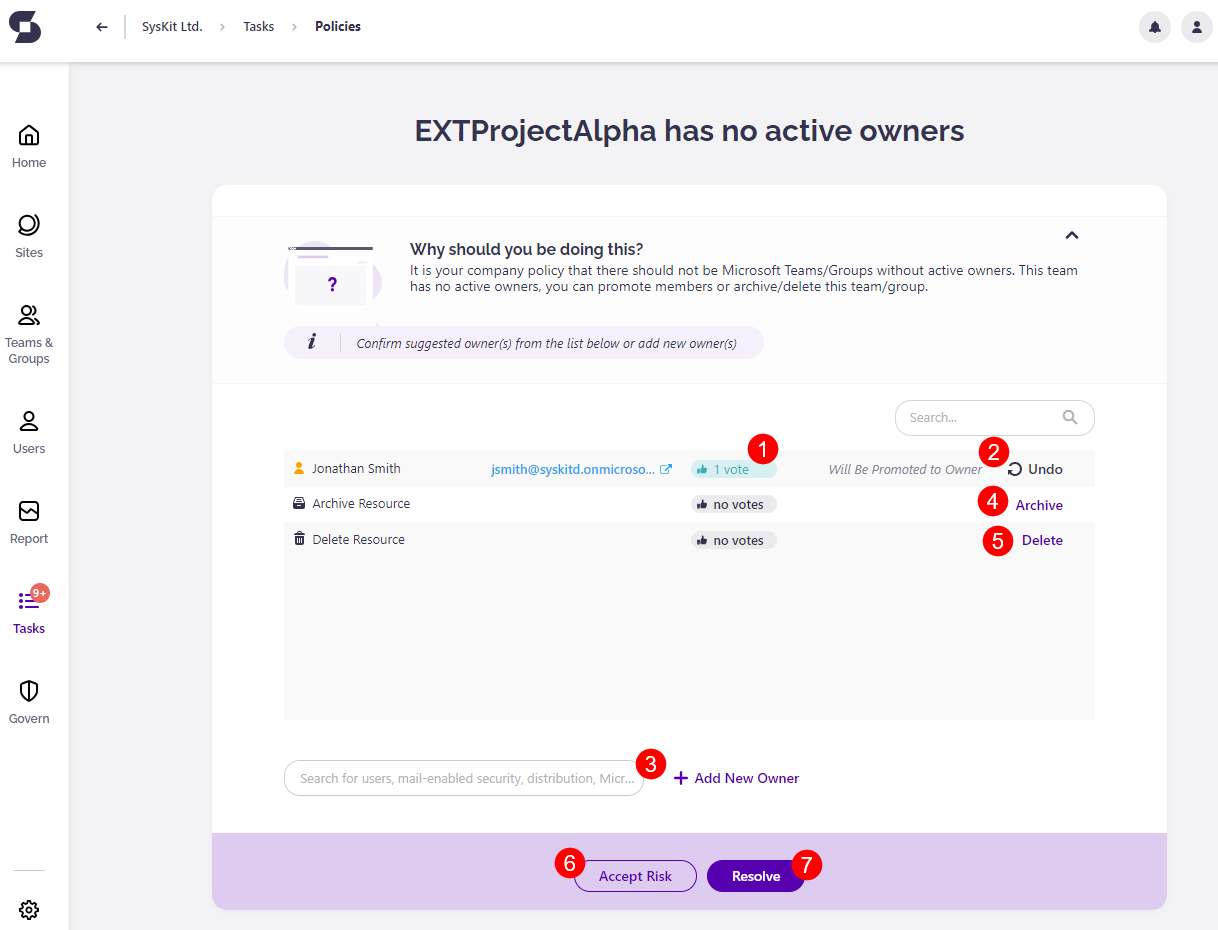 SysKit Ltd. > Tasks > Policies
EXTProjectAlpha has no active owners
Home
Sites
Teams &
Groups
Users
Report
9+
Tasks
Govern
Why should you be doing this?
It is your company policy that there should not be Microsoft Teams/Groups without active owners. This team
has no active owners, you can promote members or archive/delete this team/group.
?
i Confirm suggested owner(s) from the list below or add new owner(s)
Search...
Jonathan Smith jsmith@syskitd.onmicroso... 1 vote 1 Will Be Promoted to Owner 2 Undo
Archive Resource no votes 4 Archive
Delete Resource no votes 5 Delete
Search for users, mail-enabled security, distribution, Micr... 3 + Add New Owner
6 Accept Risk Resolve 7